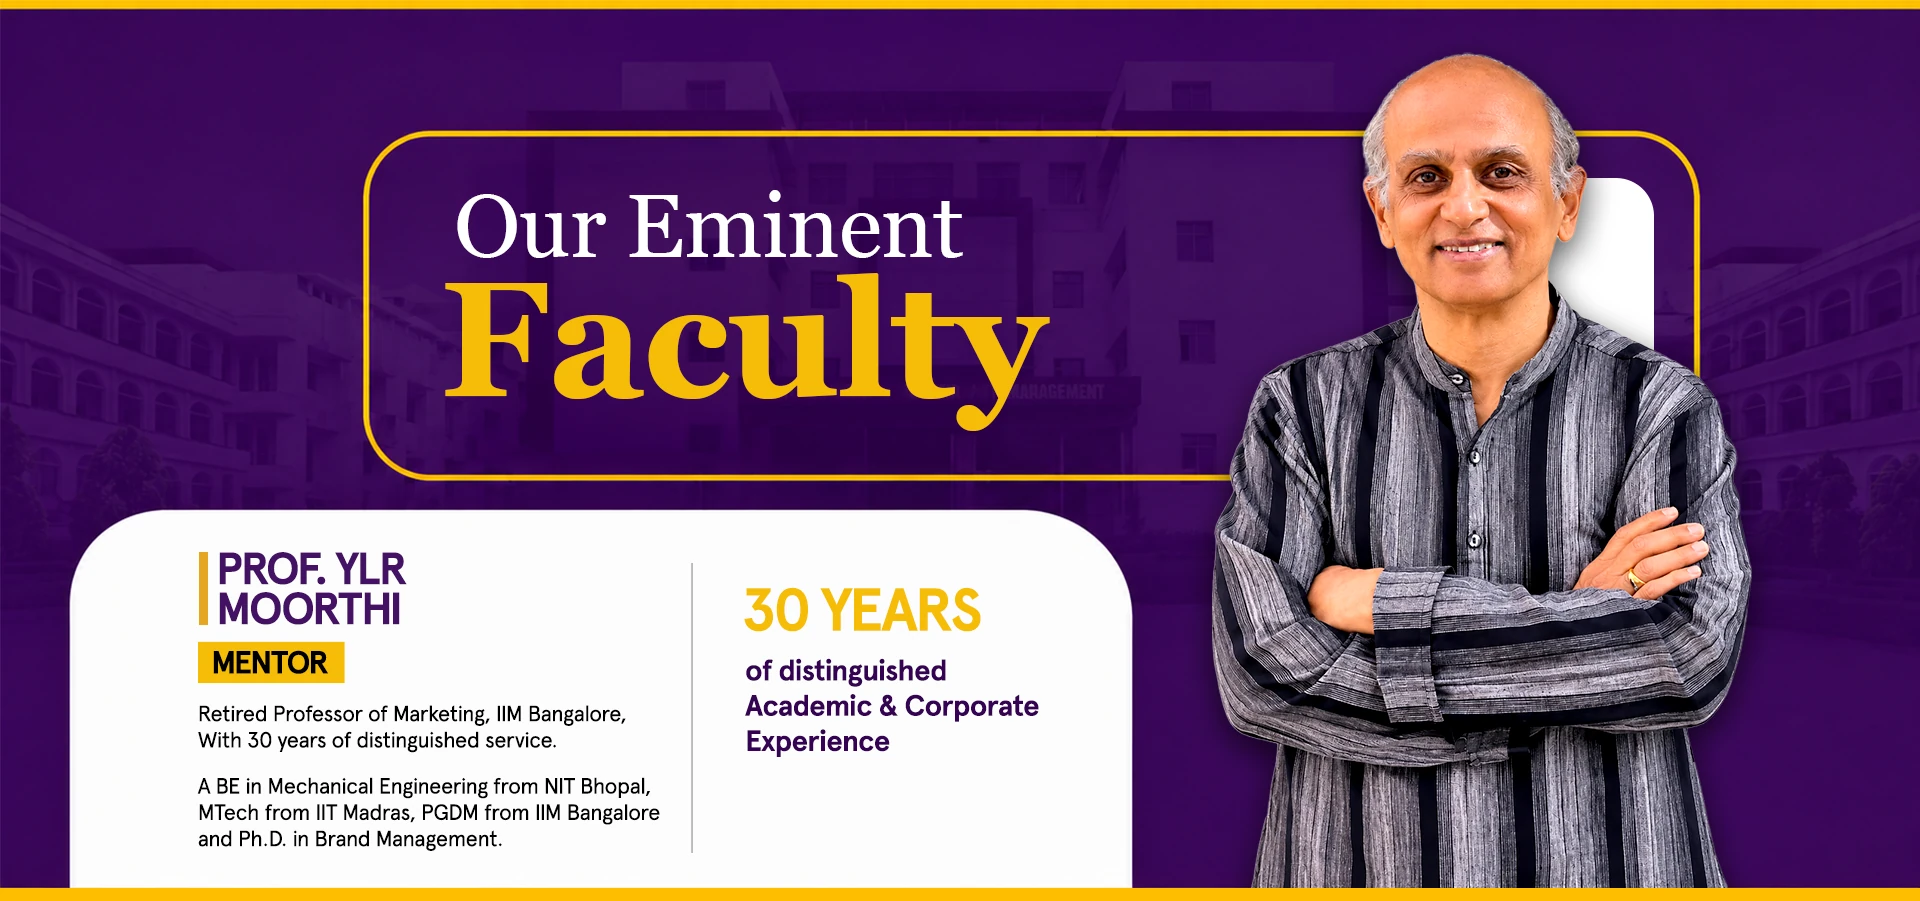 Our Eminent
Faculty
MANAGEMENT
PROF. YLR
MOORTHI
MENTOR
Retired Professor of Marketing, IIM Bangalore,
With 30 years of distinguished service.
A BE in Mechanical Engineering from NIT Bhopal,
MTech from IIT Madras, PGDM from IIM Bangalore
and Ph.D. in Brand Management.
30 YEARS
of distinguished
Academic & Corporate
Experience